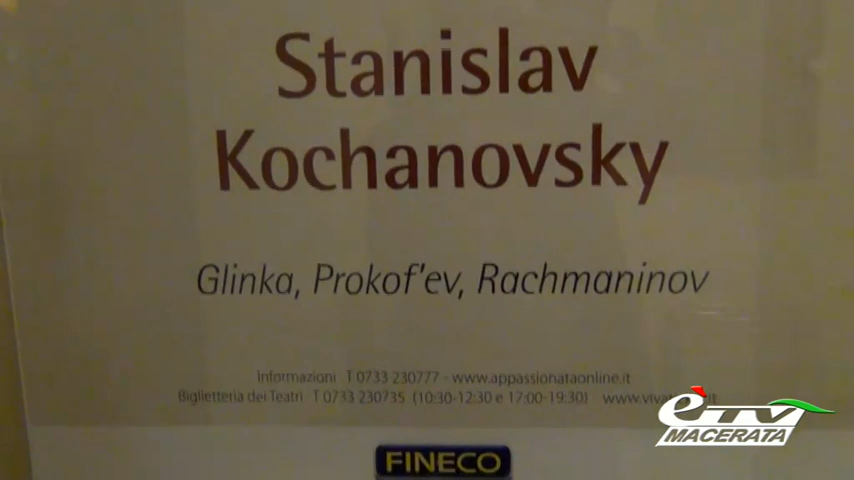 Stanislav
Kochanovsky
Glinka, Prokof'ev, Rachmaninov
Informazioni T 0733 230777 - www.appassionataonline.it
Biglietteria dei Teatri T 0733 230735 (10:30-12:30 e 17:00-19:30)
èTV
MACERATA
FINECO